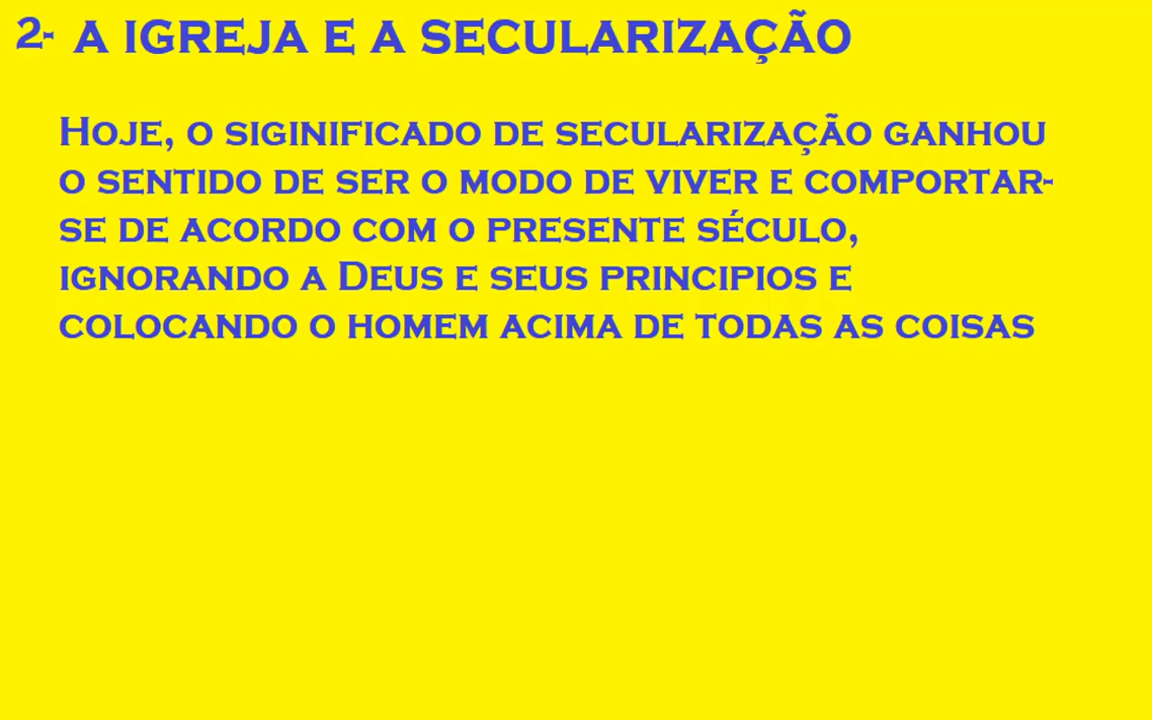 2- A IGREJA E A SECULARIZAÇÃO
HOJE, O SIGINIFICADO DE SECULARIZAÇÃO GANHOU
O SENTIDO DE SER O MODO DE VIVER E COMPORTAR-
SE DE ACORDO COM O PRESENTE SÉCULO,
IGNORANDO A DEUS E SEUS PRINCIPIOS E
COLOCANDO O HOMEM ACIMA DE TODAS AS COISAS